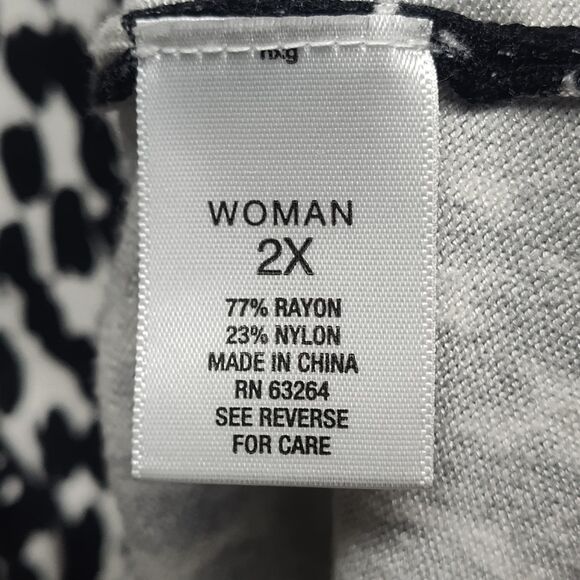 WOMAN
2X
77% RAYON
23% NYLON
MADE IN CHINA
RN 63264
SEE REVERSE
FOR CARE